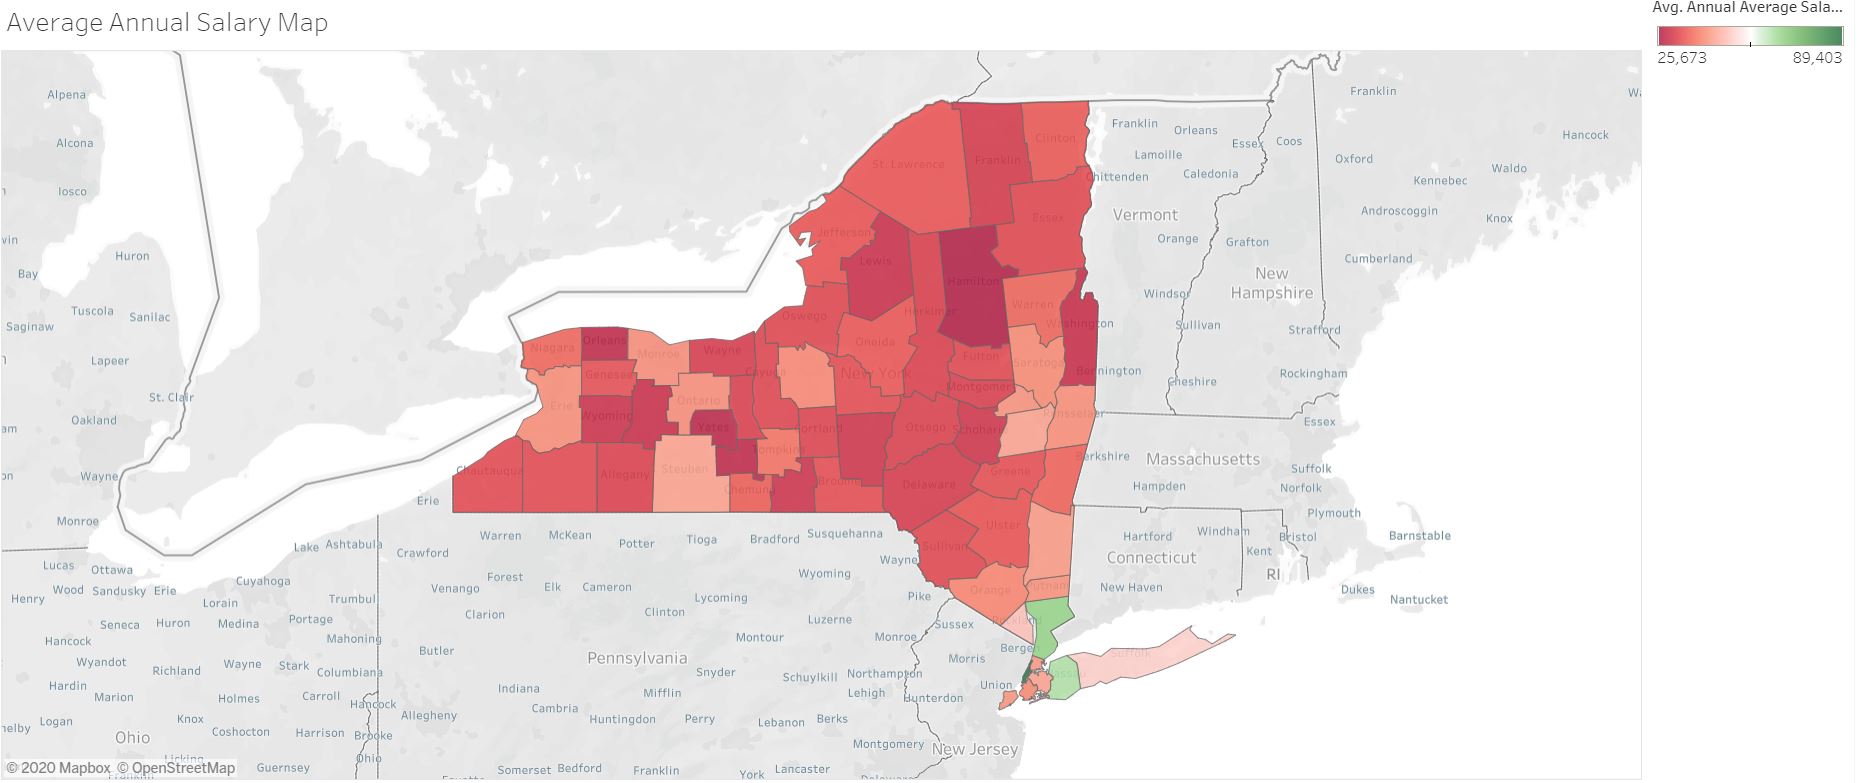 Average Annual Salary Map
Avg. Annual Average Sala...
25,673 89,403
Alpena
Franklin
Alcona
Franklin Orleans
Hancock
Essex Coos
Clinton
St. Lawrence Franklin
Lamoille
Oxford
Waldo
Iosco
Chittenden Caledonia
Kennebec
Vermont
Androscoggin
Knox
Essex
Jefferson
Orange Grafton
Huron
Cumberland
Lewis
Bay
New
Hampshire
Hamilton
Windsor
Tuscola Sanilac
Warren
Oswego Herkimer
Saginaw
Washington Sullivan
Strafford
Orleans
Niagara Monroe Wayne
Oneida
Lapeer
Fulton
Saratoga
Genesee
Cayuga New York
Bennington
Rockingham
Cheshire
Montgomery
St. Clair
Erie Ontario
Wyoming
Rensselaer
Oakland
Essex
Yates
Cortland Otsego Schoharie
Tompkins
Berkshire Massachusetts
Chautauqua Steuben
Greene
Suffolk
Wayne
Allegany
Chemung Broome Delaware
Hampden
Norfolk
Erie
Plymouth
Monroe
Ulster
Warren McKean Potter Tioga Bradford Susquehanna
Hartford Windham
Bristol
Barnstable
Lake Ashtabula
Crawford
Sullivan
Kent
Wayne
Connecticut
Lucas Ottawa
RI
Wyoming
Cuyahoga
Forest
Venango Elk Cameron
Orange Putnam
New Haven
Dukes
Nantucket
Henry Wood Sandusky Erie
Lorain
Trumbull
Lycoming
Pike
Clarion
Clinton
Seneca Huron Medina Portage
Luzerne
Sussex
Rockland
Hancock
Mahoning
Montour Monroe
Butler
Bergen
Suffolk
Wyandot
Richland Wayne Stark Columbiana
Pennsylvania
Morris
Snyder
Schuylkill Northampton
Nassau
Hardin
Marion
Holmes Carroll
Hancock
Indiana
Mifflin
Lehigh
Union
Hunterdon
Cambria
Allegheny
Huntingdon Perry Lebanon Berks
Logan
Knox
Coshocton Harrison Brooke
Ohio
Ohio
Montgomery New Jersey
Licking
Franklin
Guernsey
Somerset Bedford Franklin York Lancaster
Delaware
Fayette
© 2020 Mapbox © OpenStreetMap